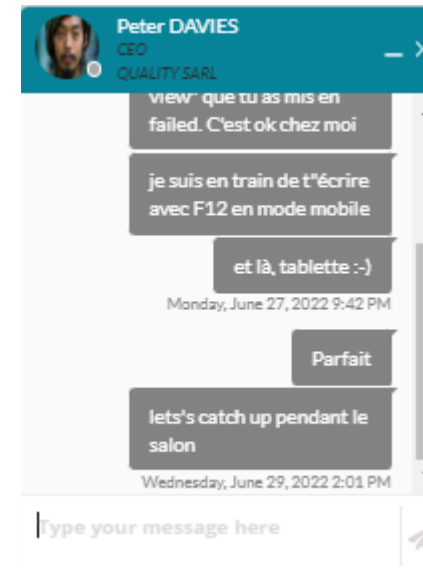 Peter DAVIES
CEO
QUALITY SARL
view" que tu as mis en
failed. C'est ok chez moi
je suis en train de t"écrire
avec F12 en mode mobile
et là, tablette :-)
Monday, June 27, 2022 9:42 PM
Parfait
lets's catch up pendant le
salon
Wednesday, June 29, 2022 2:01 PM
Type your message here